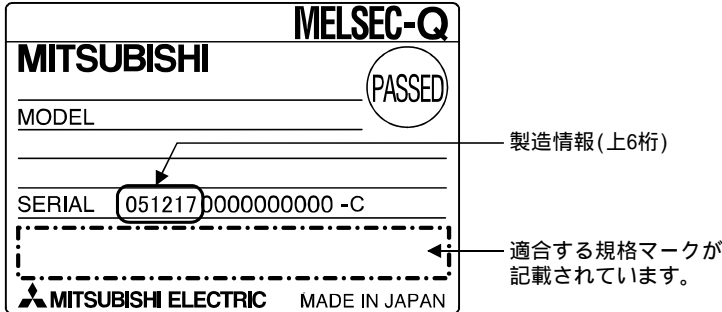 MELSEC-Q
MITSUBISHI
PASSED
MODEL
製造情報(上6桁)
SERIAL 0512170000000000 -C
適合する規格マークが
記載されています。
MITSUBISHI ELECTRIC MADE IN JAPAN